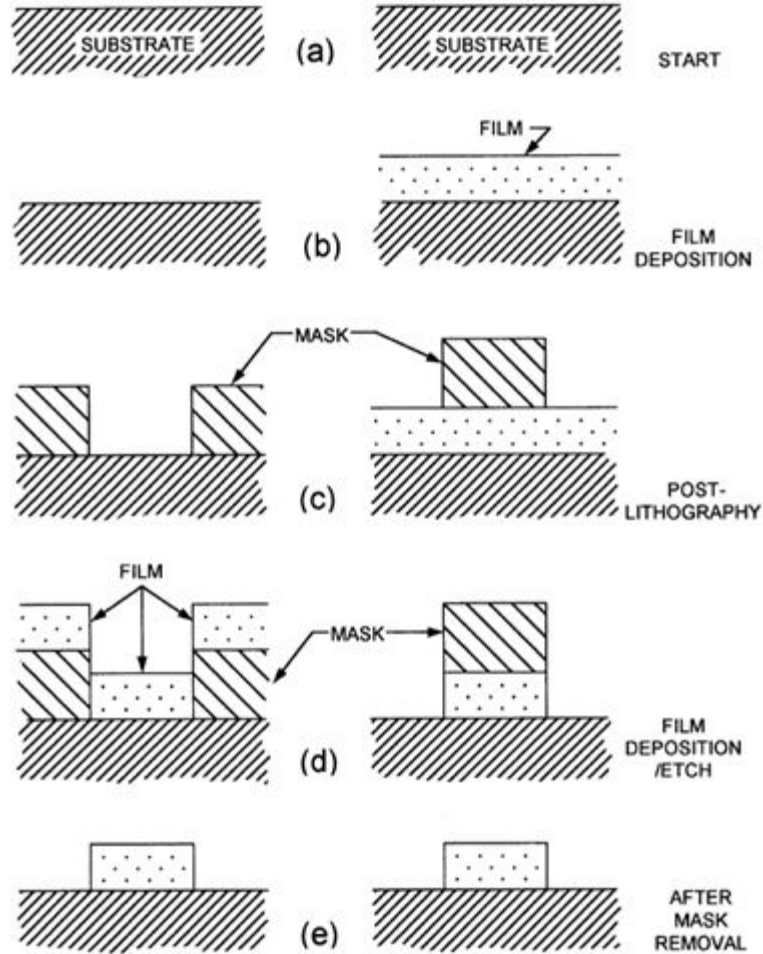 SUBSTRATE
(a)
SUBSTRATE
START
FILM
(b)
FILM
DEPOSITION
MASK
(c)
POST-
LITHOGRAPHY
FILM
MASK
(d)
FILM
DEPOSITION
/ETCH
(e)
AFTER
MASK
REMOVAL